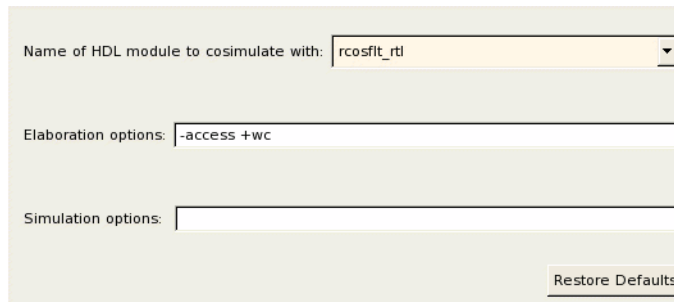 Name of HDL module to cosimulate with: rcosflt_rtl
Elaboration options: -access +wc
Simulation options:
Restore Defaults